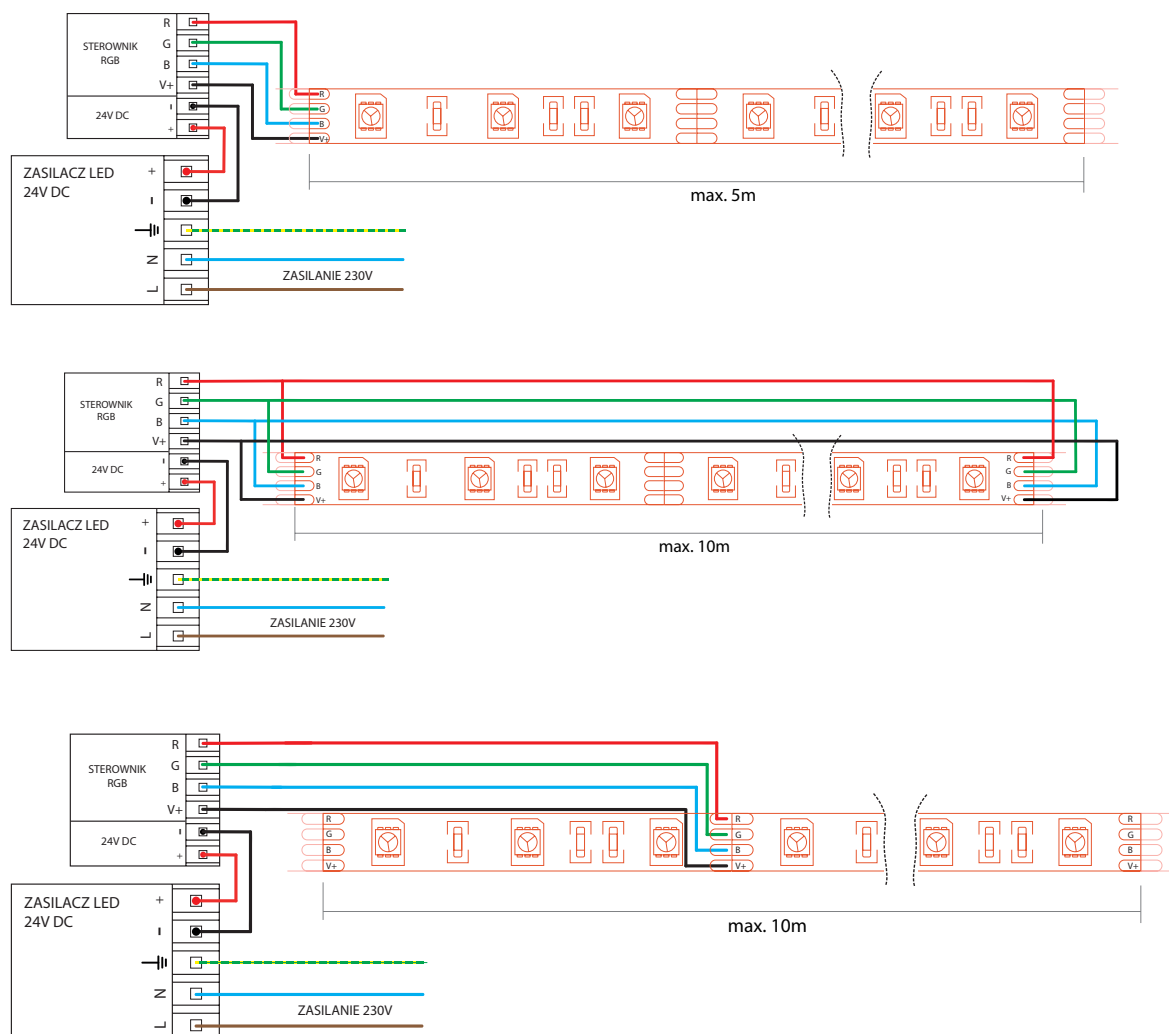 R
G
STEROWNIK
RGB
B
V+
-
24V DC
+
R
G
B
V+
ZASILACZ LED
24V DC
+
-
N
L
ZASILANIE 230V
max. 5m
R
G
STEROWNIK
RGB
B
V+
-
24V DC
+
R
G
B
V+
R
G
B
V+
ZASILACZ LED
24V DC
+
-
N
L
ZASILANIE 230V
max. 10m
R
G
STEROWNIK
RGB
B
V+
-
24V DC
+
R
G
B
V+
R
G
B
V+
R
G
B
V+
ZASILACZ LED
24V DC
+
-
N
L
ZASILANIE 230V
max. 10m